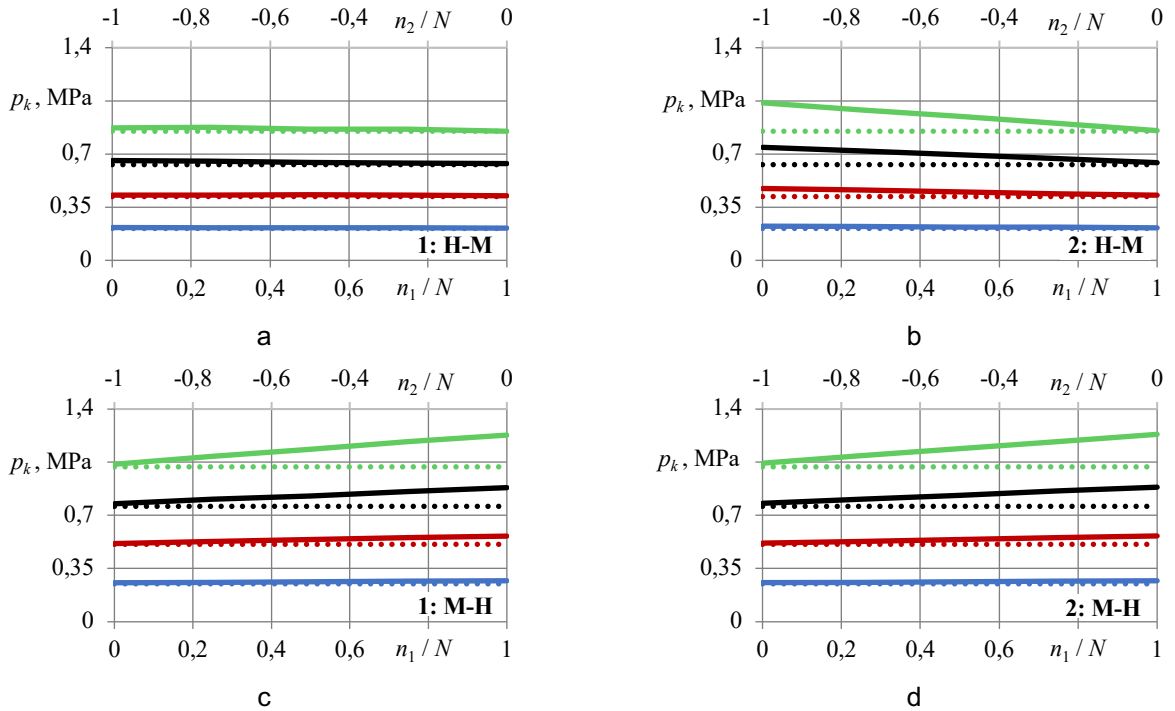 -1 -0,8 -0,6 -0,4 n₂ / N 0
1,4
pₖ , MPa
0,7
0,35
0
1: H-M
0 0,2 0,4 0,6 n₁ / N 1
a
-1 -0,8 -0,6 -0,4 n₂ / N 0
1,4
pₖ , MPa
0,7
0,35
0
2: H-M
0 0,2 0,4 0,6 n₁ / N 1
b
-1 -0,8 -0,6 -0,4 n₂ / N 0
1,4
pₖ , MPa
0,7
0,35
0
1: M-H
0 0,2 0,4 0,6 n₁ / N 1
c
-1 -0,8 -0,6 -0,4 n₂ / N 0
1,4
pₖ , MPa
0,7
0,35
0
2: M-H
0 0,2 0,4 0,6 n₁ / N 1
d